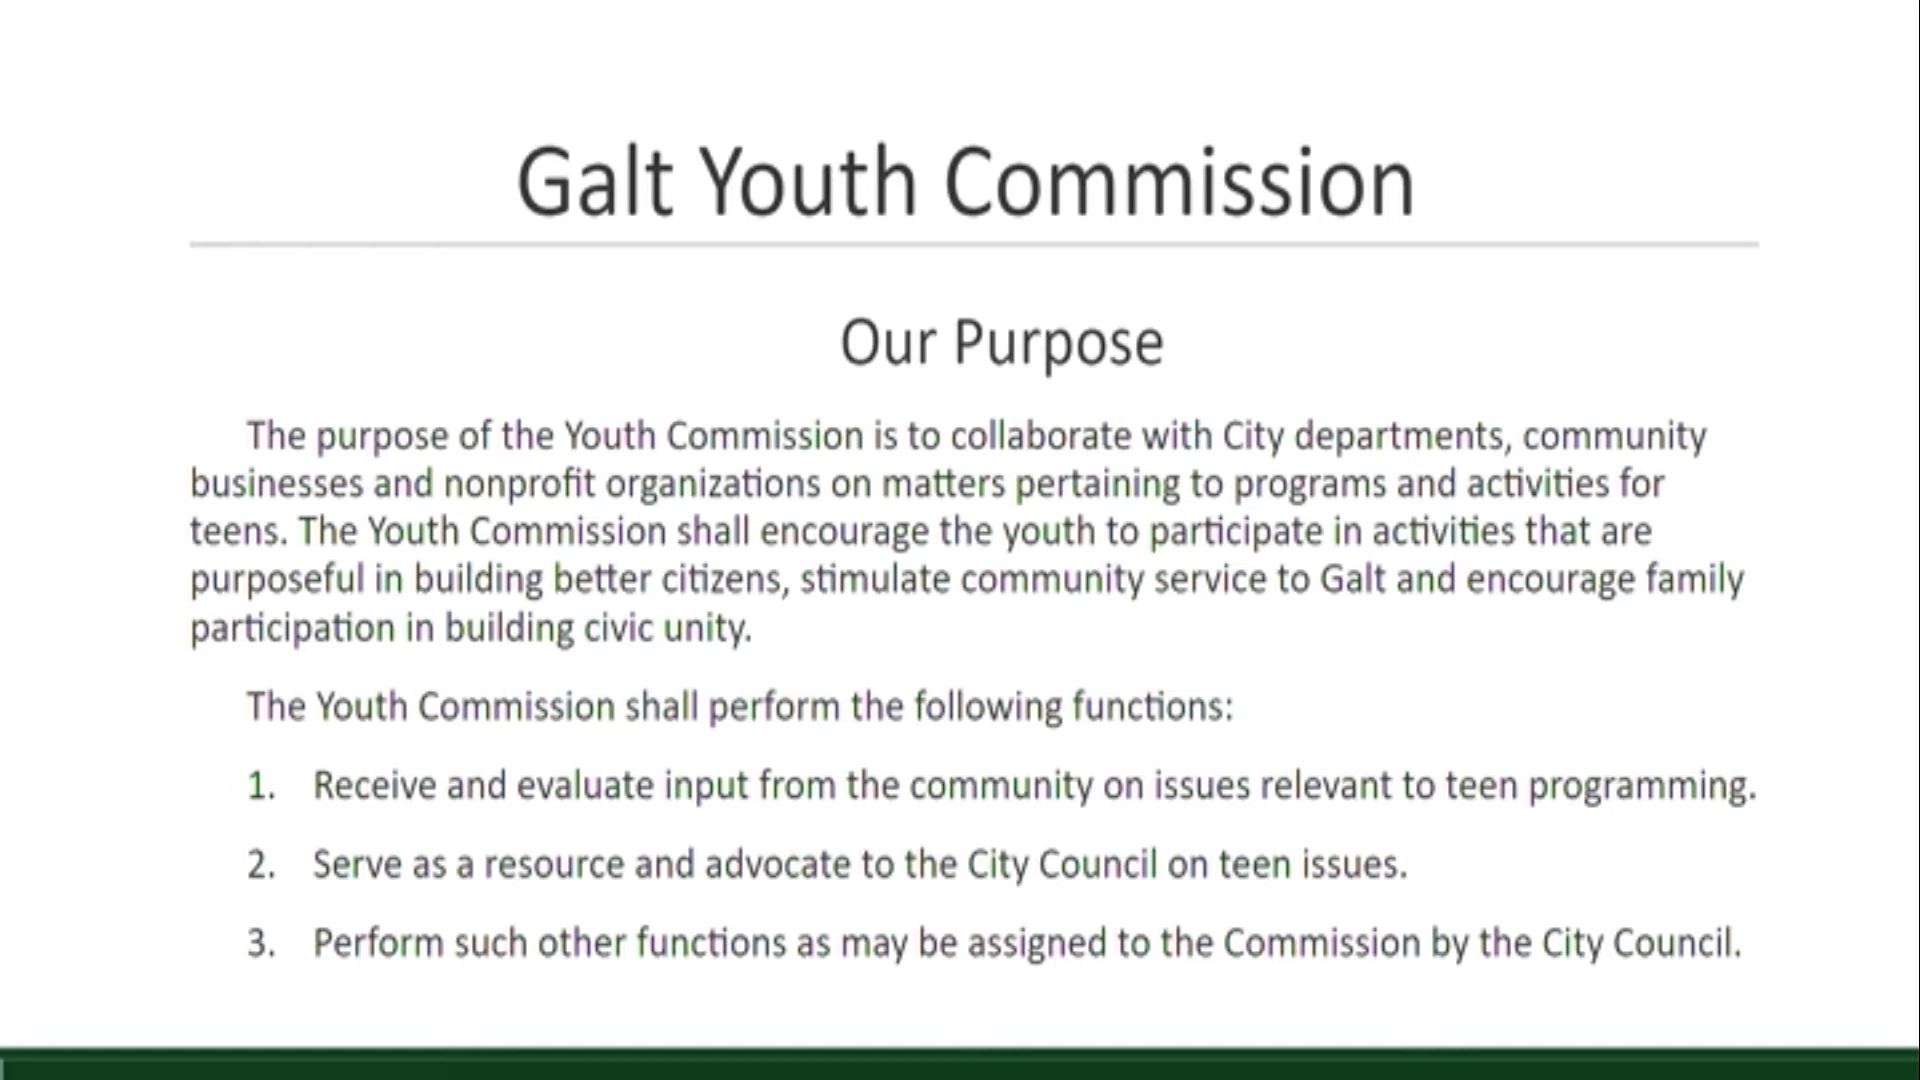 Galt Youth Commission
Our Purpose
The purpose of the Youth Commission is to collaborate with City departments, community
businesses and nonprofit organizations on matters pertaining to programs and activities for
teens. The Youth Commission shall encourage the youth to participate in activities that are
purposeful in building better citizens, stimulate community service to Galt and encourage family
participation in building civic unity.
The Youth Commission shall perform the following functions:
1. Receive and evaluate input from the community on issues relevant to teen programming.
2. Serve as a resource and advocate to the City Council on teen issues.
3. Perform such other functions as may be assigned to the Commission by the City Council.